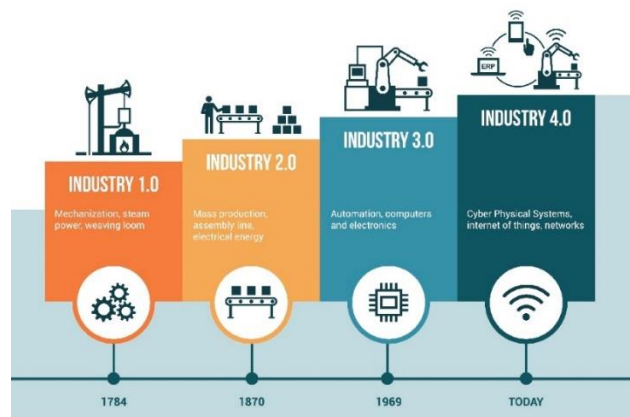 ERP
INDUSTRY 1.0
Mechanization, steam
power, weaving loom
INDUSTRY 2.0
Mass production,
assembly line,
electrical energy
INDUSTRY 3.0
Automation, computers
and electronics
INDUSTRY 4.0
Cyber Physical Systems,
internet of things, networks
1784
1870
1969
TODAY